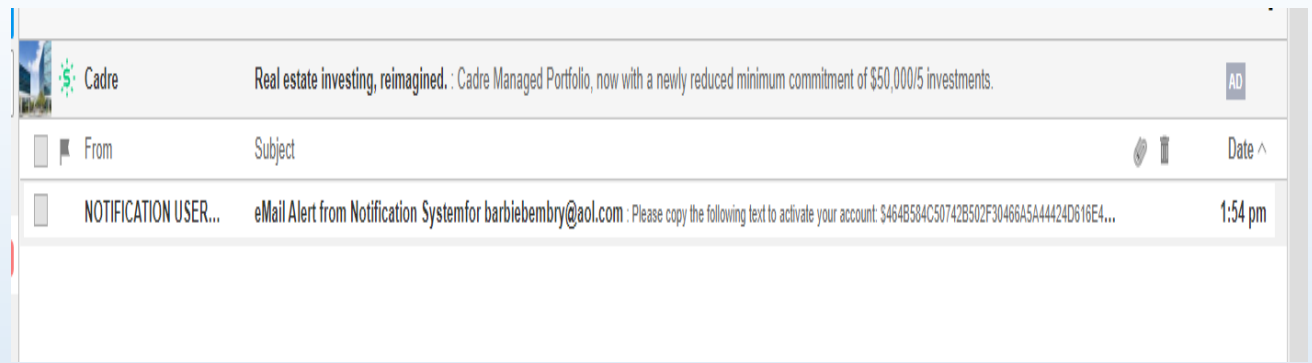 Cadre Real estate investing, reimagined. : Cadre Managed Portfolio, now with a newly reduced minimum commitment of $50,000/5 investments. AD
From Subject Date
NOTIFICATION USER... eMail Alert from Notification Systemfor barbiebembry@aol.com : Please copy the following text to activate your account: $464B584C50742B502F30466A5A44424D616E4... 1:54 pm